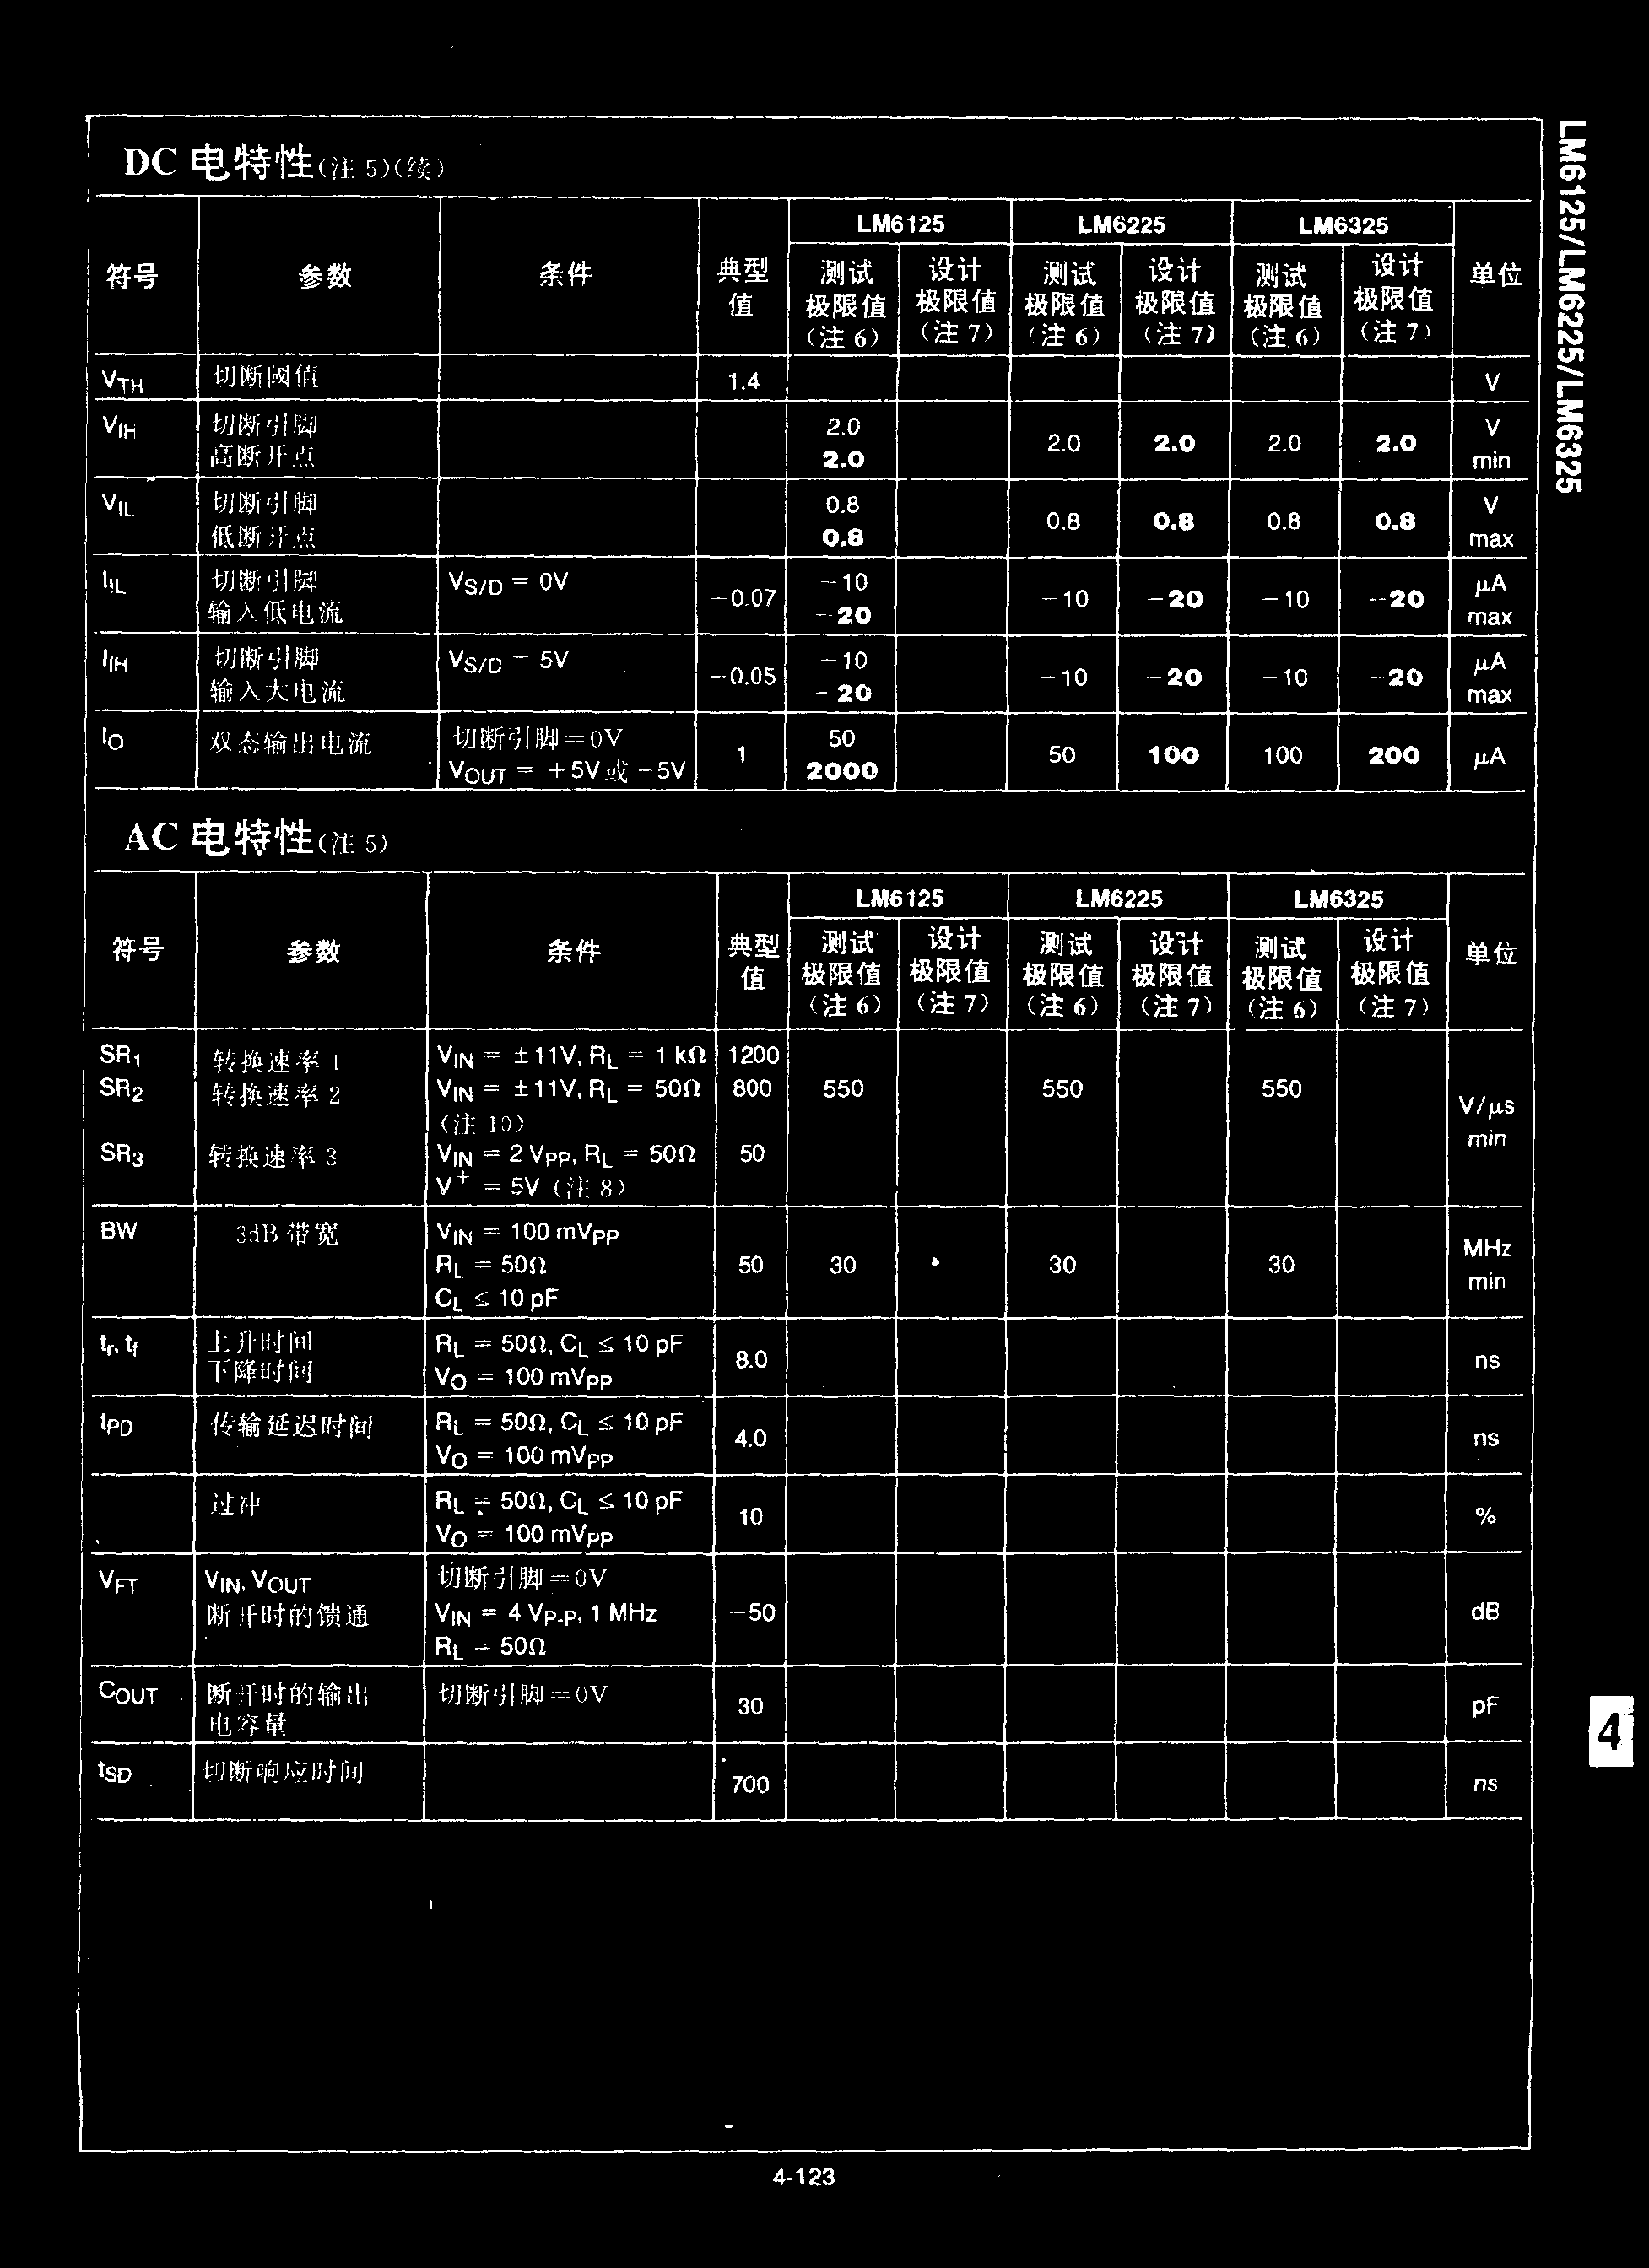 LM6125/LM6225/LM6325
DC 电特性(注 5)(续)
符号 参数 条件 典型值 LM6125 LM6225 LM6325 单位
测试极限值(注 6) 设计极限值(注 7) 测试极限值(注 6) 设计极限值(注 7) 测试极限值(注 6) 设计极限值(注 7)
VTH 切断阈值 1.4 V
VIH 切断引脚 2.0 V
高断开点 2.0 2.0 2.0 2.0 2.0 min
VIL 切断引脚 0.8 V
低断开点 0.8 0.8 0.8 0.8 0.8 max
IIL 切断引脚 VS/D = 0V -0.07 -10 -10 -20 -10 -20 μA
输入低电流 -20 max
IIH 切断引脚 VS/D = 5V -0.05 -10 -10 -20 -10 -20 μA
输入大电流 -20 max
IO 双态输出电流 切断引脚=0V 1 50 50 100 100 200 μA
VOUT = +5V或 -5V 2000
AC 电特性(注 5)
符号 参数 条件 典型值 LM6125 LM6225 LM6325 单位
测试极限值(注 6) 设计极限值(注 7) 测试极限值(注 6) 设计极限值(注 7) 测试极限值(注 6) 设计极限值(注 7)
SR1 转换速率 1 VIN = ±11V, RL = 1 kΩ 1200
SR2 转换速率 2 VIN = ±11V, RL = 50Ω 800 550 550 550 V/μs
(注 10) min
SR3 转换速率 3 VIN = 2 VPP, RL = 50Ω 50
V+ = 5V (注 8)
BW -3dB 带宽 VIN = 100 mVPP MHz
RL = 50Ω 50 30 30 30 min
CL ≤ 10 pF
tr, tf 上升时间 RL = 50Ω, CL ≤ 10 pF 8.0 ns
下降时间 VO = 100 mVPP
tPD 传输延迟时间 RL = 50Ω, CL ≤ 10 pF 4.0 ns
VO = 100 mVPP
过冲 RL = 50Ω, CL ≤ 10 pF 10 %
VO = 100 mVPP
VFT VIN, VOUT 切断引脚=0V
断开时的馈通 VIN = 4 VP-P, 1 MHz -50 dB
RL = 50Ω
COUT 断开时的输出 切断引脚=0V 30 pF
电容量
tSD 切断响应时间 700 ns
4
4-123